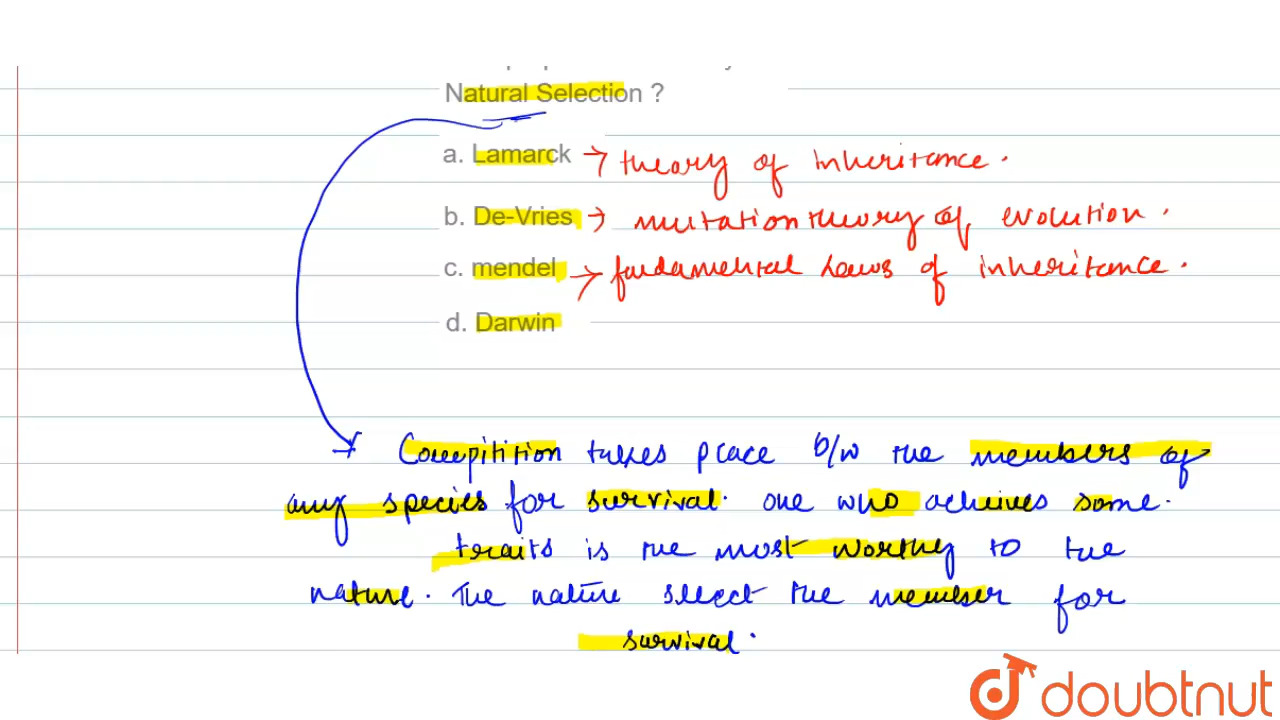 Natural Selection ?
a. Lamarck → theory of inheritance.
b. De-Vries → mutation theory of evolution.
c. mendel → fundamental laws of inheritance.
d. Darwin
→ Compitition takes place b/w the members of
any species for survival. one who acheives some.
traits is the most worthy to the
nature. The nature select the member for
survival.
doubtnut